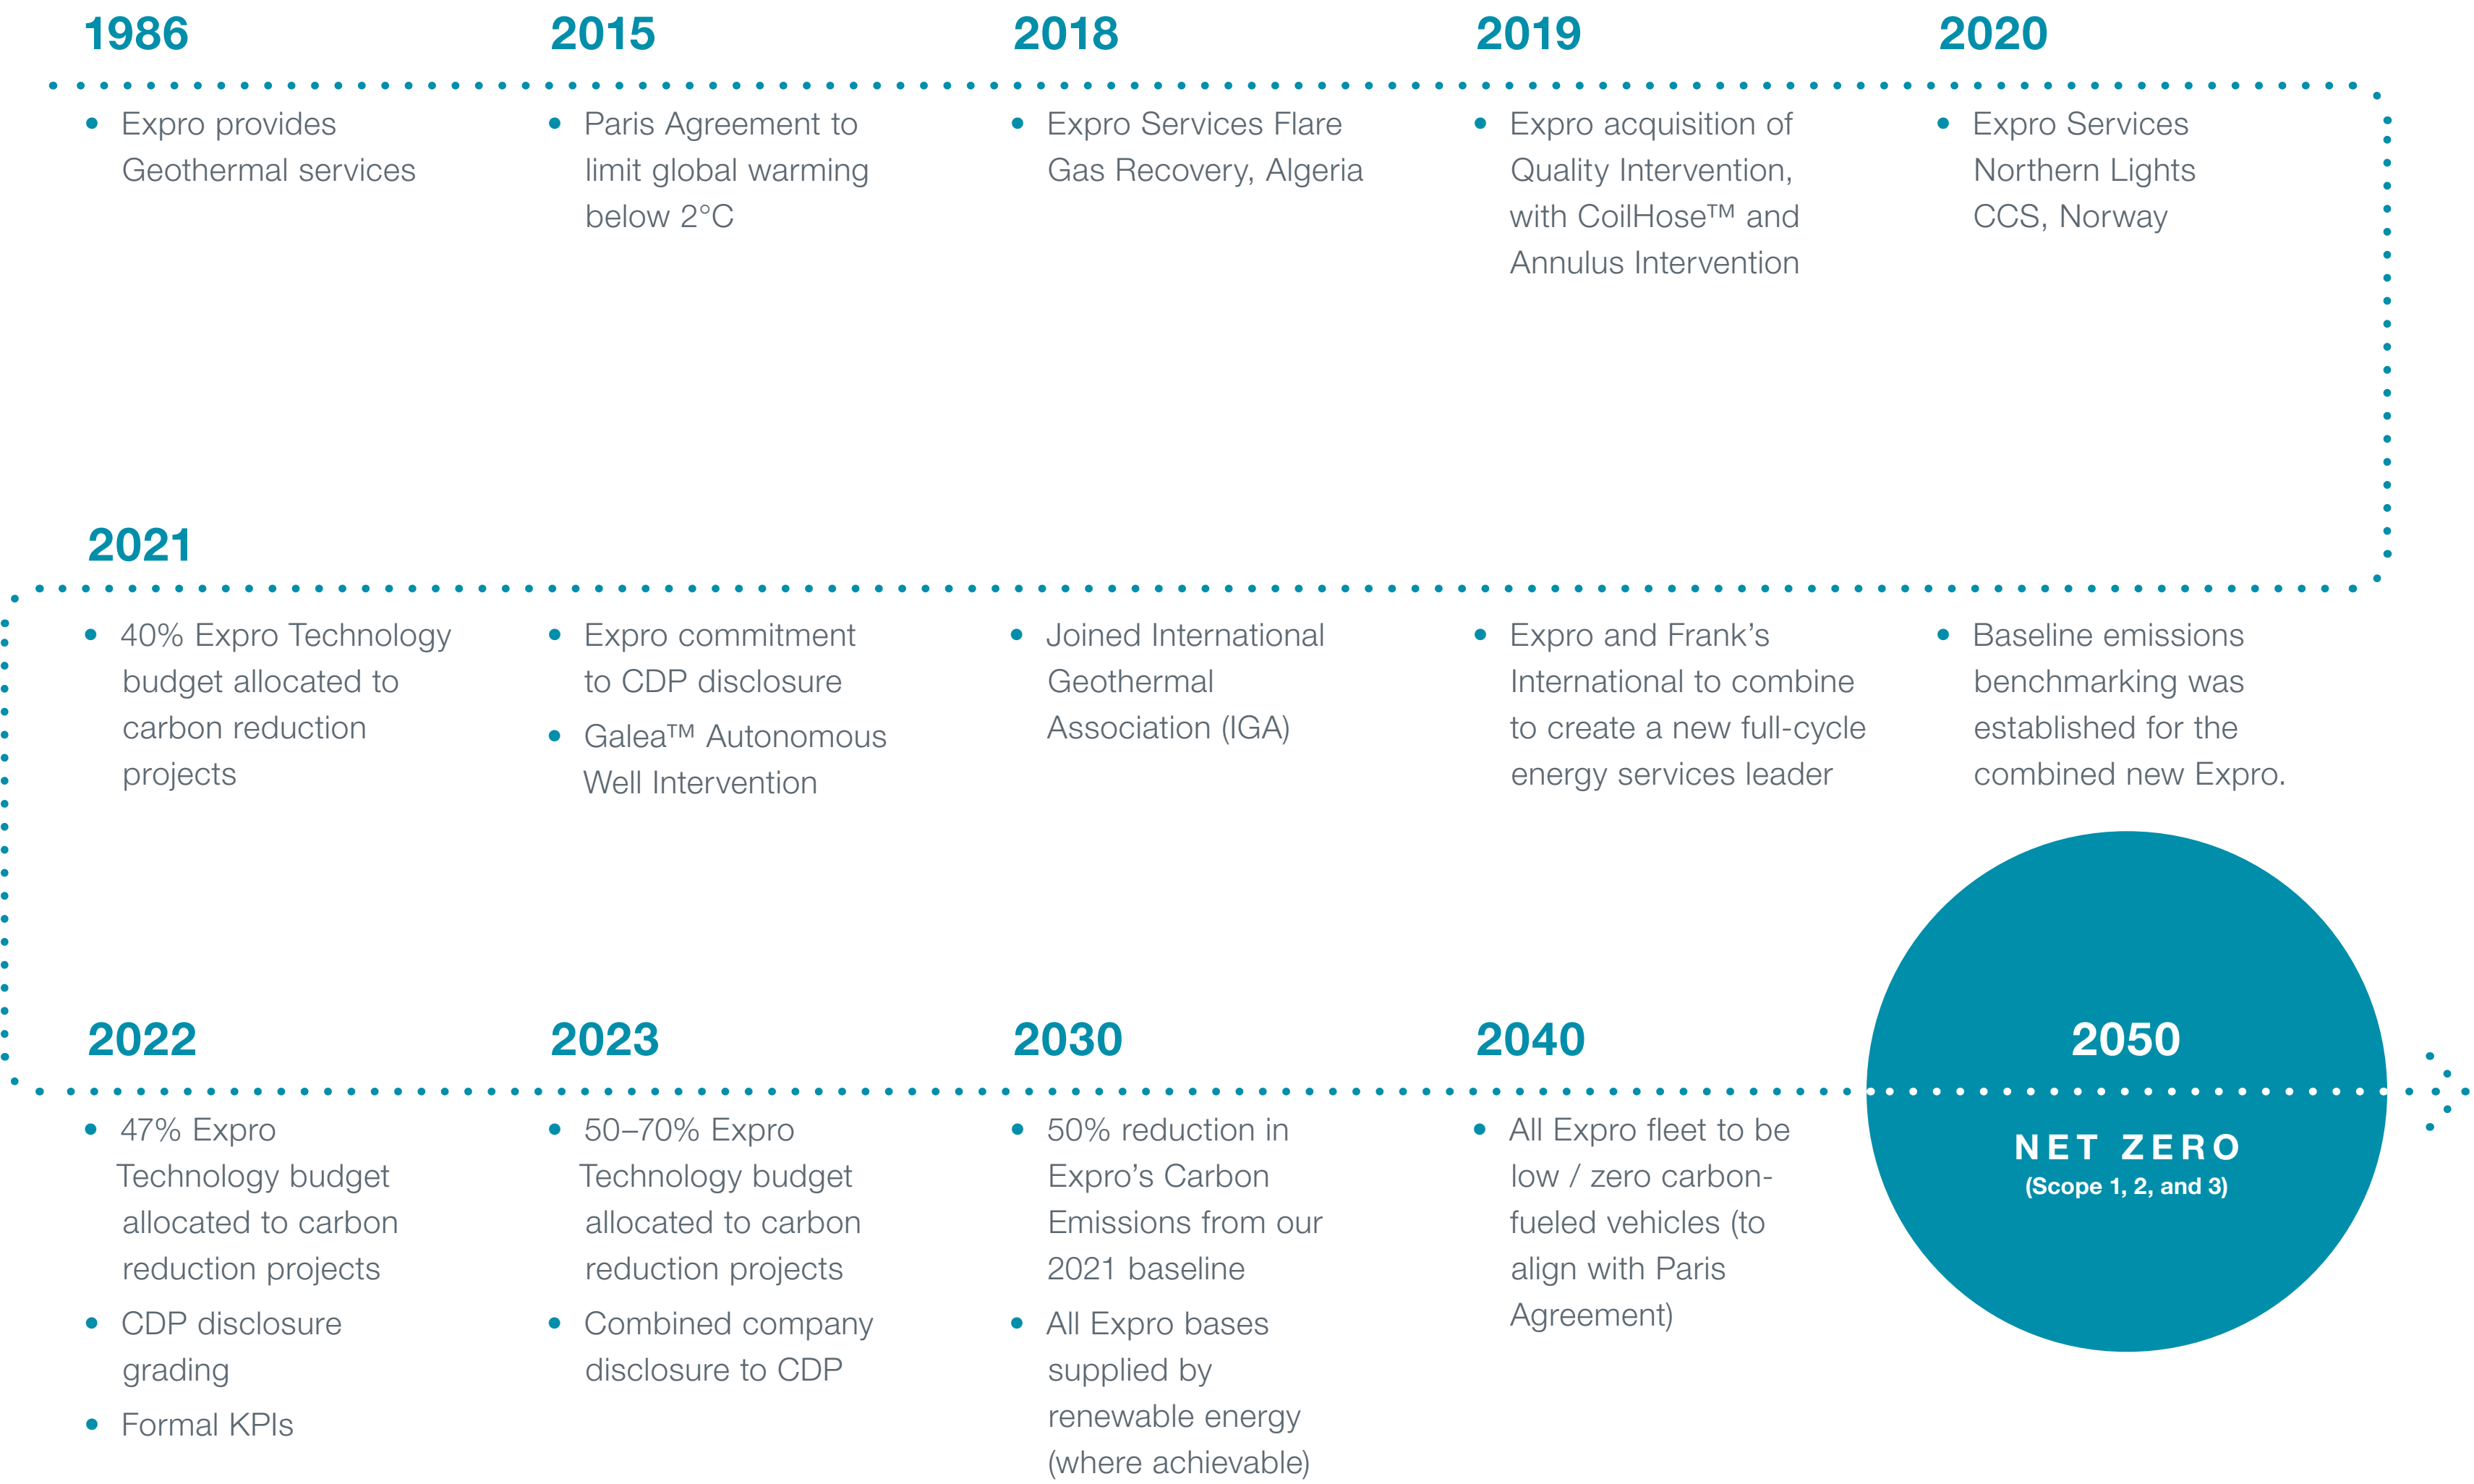 1986
• Expro provides
Geothermal services
2015
• Paris Agreement to
limit global warming
below 2°C
2018
• Expro Services Flare
Gas Recovery, Algeria
2019
• Expro acquisition of
Quality Intervention,
with CoilHose™ and
Annulus Intervention
2020
• Expro Services
Northern Lights
CCS, Norway
2021
• 40% Expro Technology
budget allocated to
carbon reduction
projects
• Expro commitment
to CDP disclosure
• Galea™ Autonomous
Well Intervention
• Joined International
Geothermal
Association (IGA)
• Expro and Frank’s
International to combine
to create a new full-cycle
energy services leader
• Baseline emissions
benchmarking was
established for the
combined new Expro.
2022
• 47% Expro
Technology budget
allocated to carbon
reduction projects
• CDP disclosure
grading
• Formal KPIs
2023
• 50–70% Expro
Technology budget
allocated to carbon
reduction projects
• Combined company
disclosure to CDP
2030
• 50% reduction in
Expro’s Carbon
Emissions from our
2021 baseline
• All Expro bases
supplied by
renewable energy
(where achievable)
2040
• All Expro fleet to be
low / zero carbon-
fueled vehicles (to
align with Paris
Agreement)
2050
NET ZERO
(Scope 1, 2, and 3)